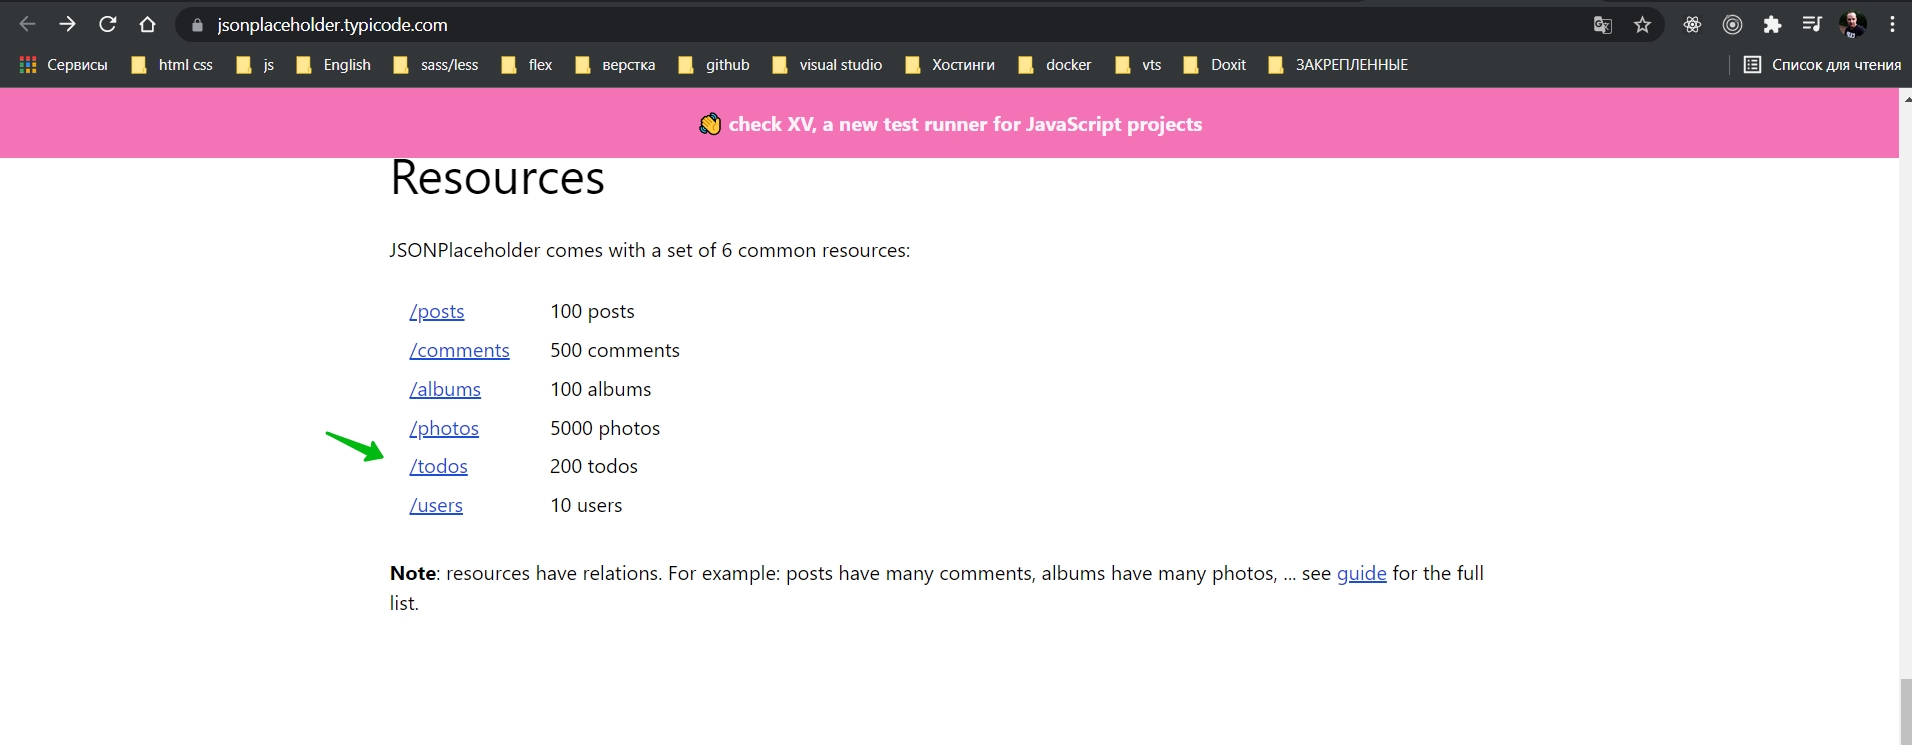 jsonplaceholder.typicode.com
Сервисы html css js English sass/less flex верстка github visual studio Хостинги docker vts Doxit ЗАКРЕПЛЕННЫЕ Список для чтения
👋 check XV, a new test runner for JavaScript projects
Resources
JSONPlaceholder comes with a set of 6 common resources:
/posts 100 posts
/comments 500 comments
/albums 100 albums
/photos 5000 photos
/todos 200 todos
/users 10 users
Note: resources have relations. For example: posts have many comments, albums have many photos, ... see guide for the full
list.